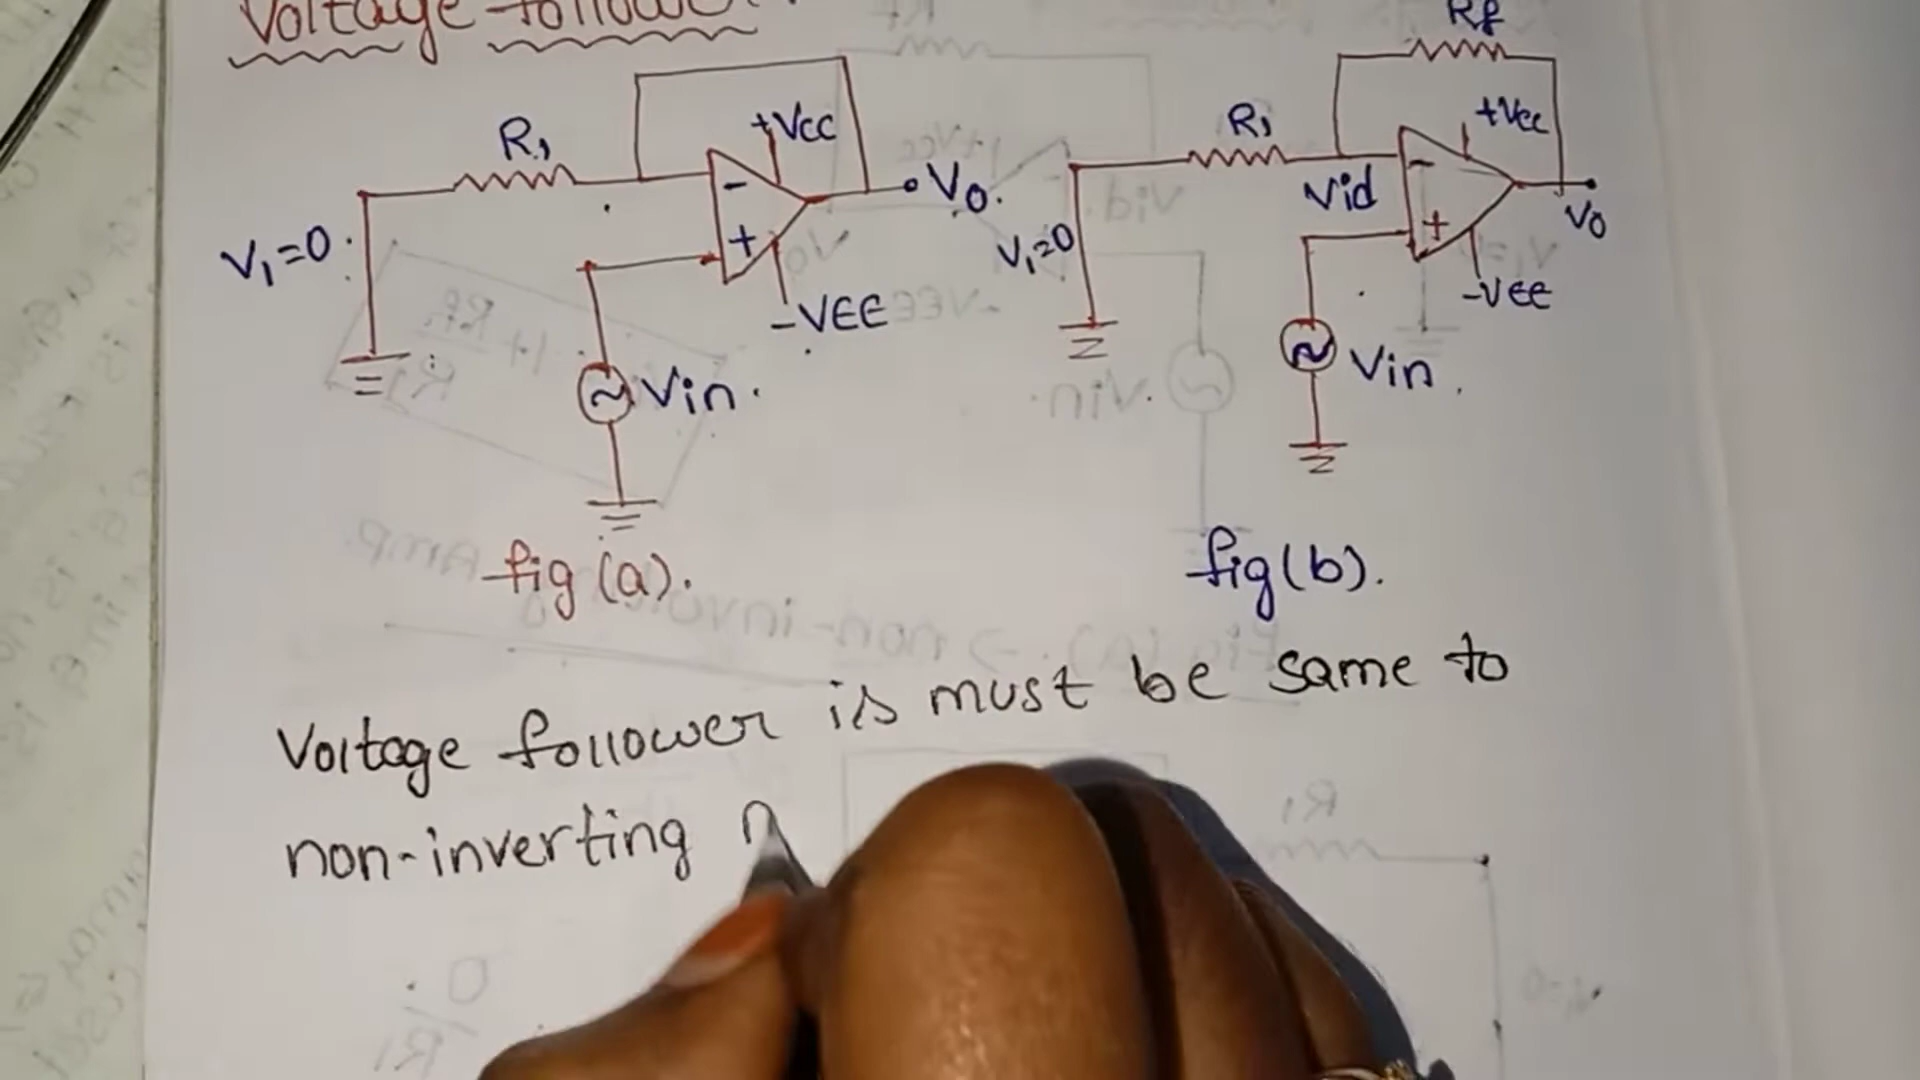 Voltage follower
R1
+Vcc
V1=0
-
+
Vo.
-VEE
Vin.
fig (a).
Rf
R1
+Vcc
Vid
-
+
V1=0
Vo
-VEE
Vin.
fig (b).
Voltage follower is must be same to
non-inverting